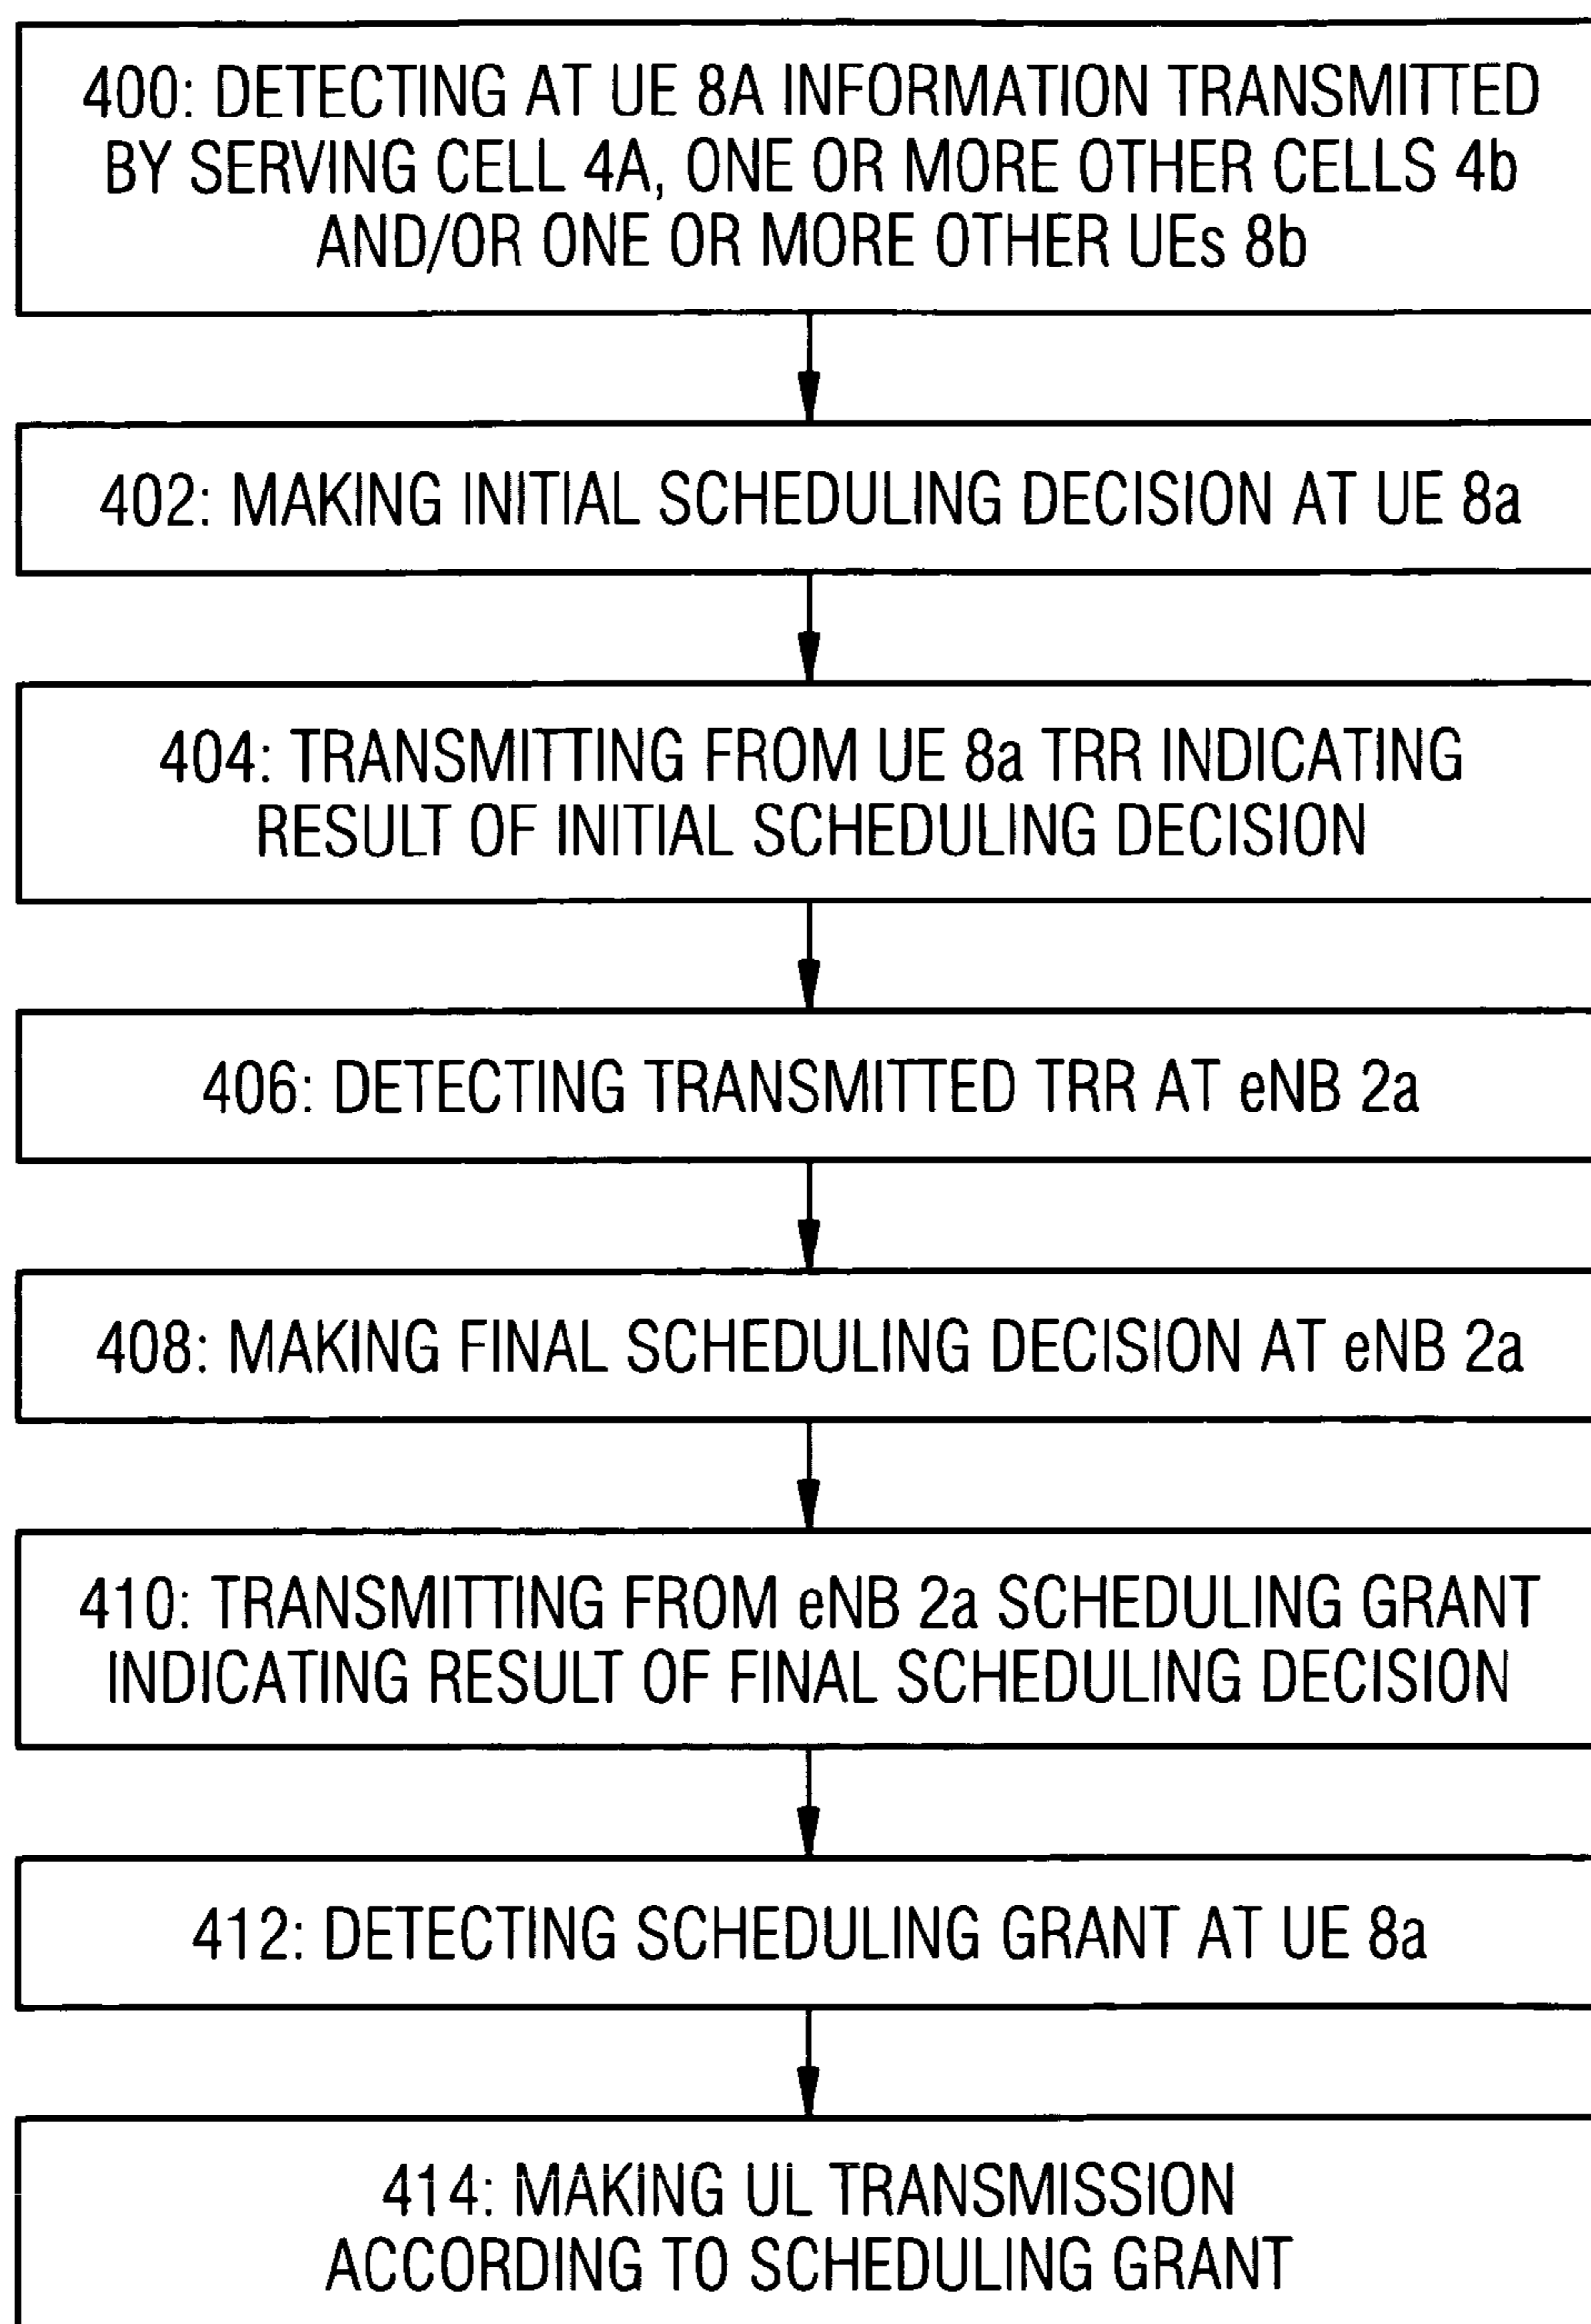 400: DETECTING AT UE 8A INFORMATION TRANSMITTED
BY SERVING CELL 4A, ONE OR MORE OTHER CELLS 4b
AND/OR ONE OR MORE OTHER UEs 8b
402: MAKING INITIAL SCHEDULING DECISION AT UE 8a
404: TRANSMITTING FROM UE 8a TRR INDICATING
RESULT OF INITIAL SCHEDULING DECISION
406: DETECTING TRANSMITTED TRR AT eNB 2a
408: MAKING FINAL SCHEDULING DECISION AT eNB 2a
410: TRANSMITTING FROM eNB 2a SCHEDULING GRANT
INDICATING RESULT OF FINAL SCHEDULING DECISION
412: DETECTING SCHEDULING GRANT AT UE 8a
414: MAKING UL TRANSMISSION
ACCORDING TO SCHEDULING GRANT